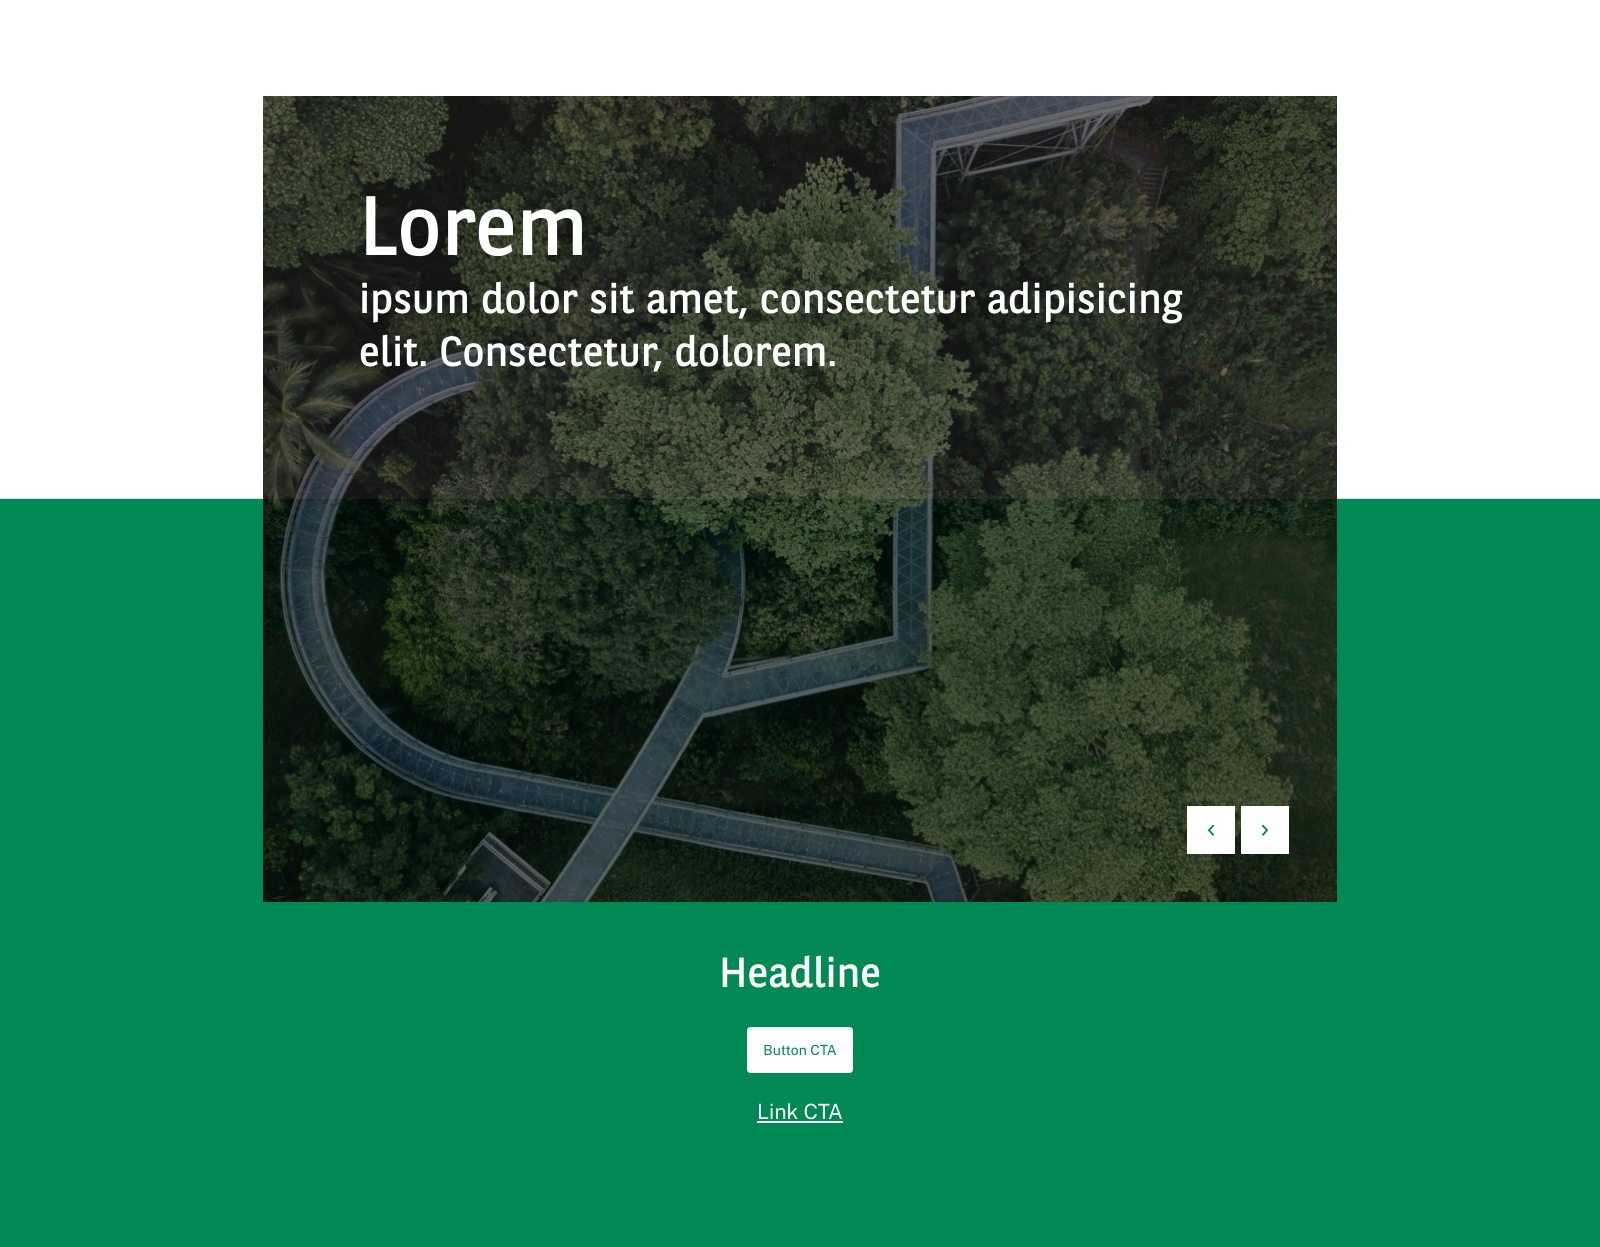 Lorem
ipsum dolor sit amet, consectetur adipisicing
elit. Consectetur, dolorem.
Headline
Button CTA
Link CTA